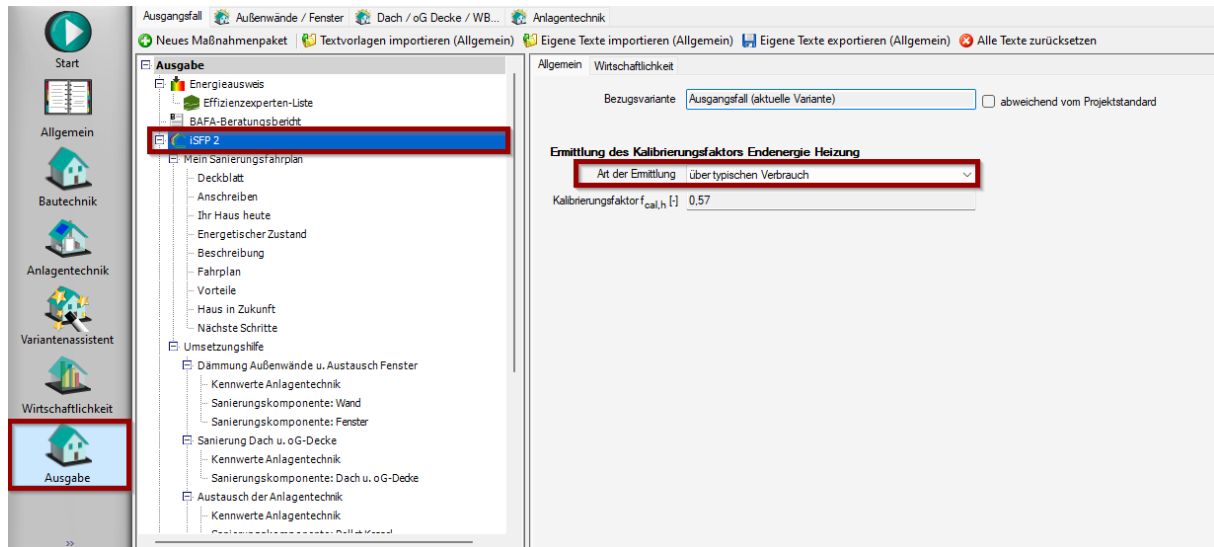 Ausgangsfall Außenwände / Fenster Dach / oG Decke / WB... Anlagentechnik
Neues Maßnahmenpaket Textvorlagen importieren (Allgemein) Eigene Texte importieren (Allgemein) Eigene Texte exportieren (Allgemein) Alle Texte zurücksetzen
Start
Allgemein
Bautechnik
Anlagentechnik
Variantenassistent
Wirtschaftlichkeit
Ausgabe
»
Ausgabe
Energieausweis
Effizienzexperten-Liste
BAFA-Beratungsbericht
iSFP 2
Mein Sanierungsfahrplan
Deckblatt
Anschreiben
Ihr Haus heute
Energetischer Zustand
Beschreibung
Fahrplan
Vorteile
Haus in Zukunft
Nächste Schritte
Umsetzungshilfe
Dämmung Außenwände u. Austausch Fenster
Kennwerte Anlagentechnik
Sanierungskomponente: Wand
Sanierungskomponente: Fenster
Sanierung Dach u. oG-Decke
Kennwerte Anlagentechnik
Sanierungskomponente: Dach u. oG-Decke
Austausch der Anlagentechnik
Kennwerte Anlagentechnik
Allgemein Wirtschaftlichkeit
Bezugsvariante Ausgangsfall (aktuelle Variante) abweichend vom Projektstandard
Ermittlung des Kalibrierungsfaktors Endenergie Heizung
Art der Ermittlung über typischen Verbrauch
Kalibrierungsfaktor f cal,h [-] 0,57